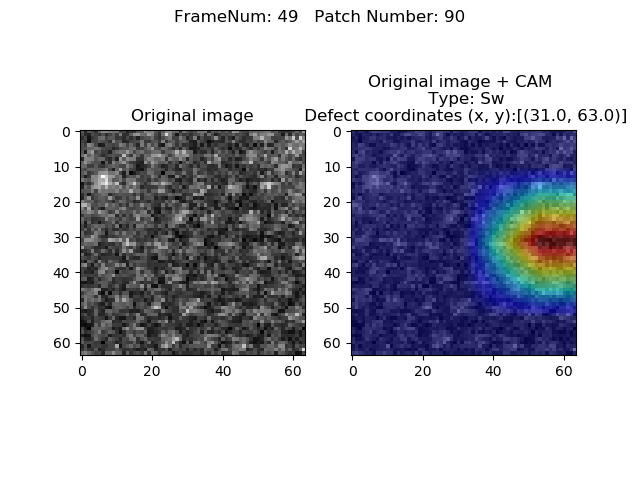 FrameNum: 49   Patch Number: 90
Original image
0
10
20
30
40
50
60
0 20 40 60
Original image + CAM
Type: Sw
Defect coordinates (x, y):[(31.0, 63.0)]
0
10
20
30
40
50
60
0 20 40 60